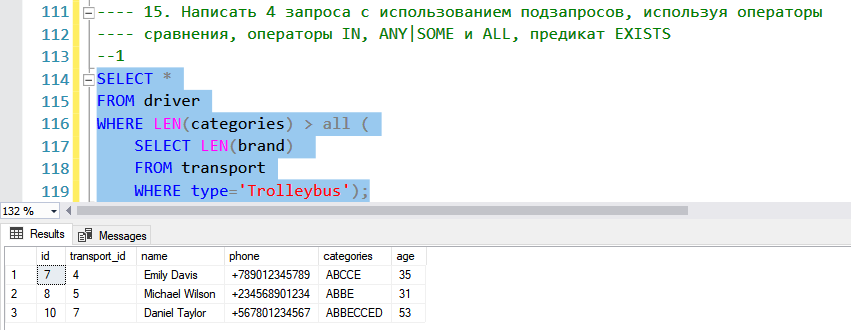 111 ---- 15. Написать 4 запроса с использованием подзапросов, используя операторы
112 ---- сравнения, операторы IN, ANY|SOME и ALL, предикат EXISTS
113 --1
114 SELECT *
115 FROM driver
116 WHERE LEN(categories) > all (
117 SELECT LEN(brand)
118 FROM transport
119 WHERE type='Trolleybus');
132 %
Results Messages
id transport_id name phone categories age
1 7 4 Emily Davis +789012345789 ABCCE 35
2 8 5 Michael Wilson +234568901234 ABBE 31
3 10 7 Daniel Taylor +567801234567 ABBECCED 53